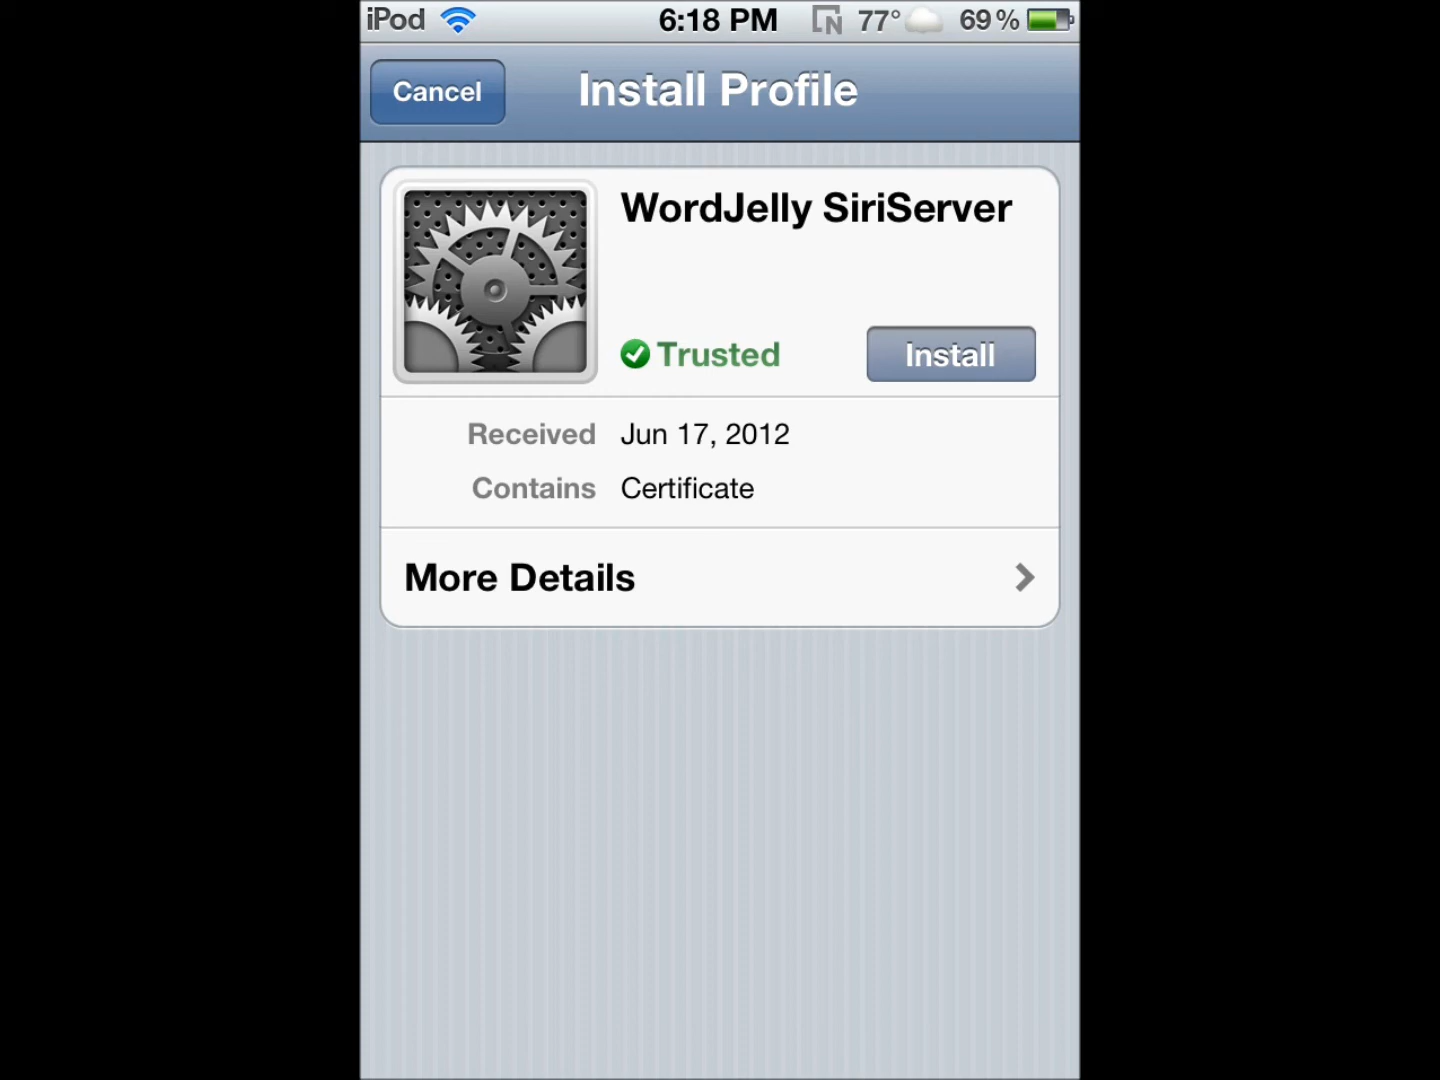 iPod 6:18 PM 77° 69%
Cancel Install Profile
WordJelly SiriServer
Trusted Install
Received Jun 17, 2012
Contains Certificate
More Details